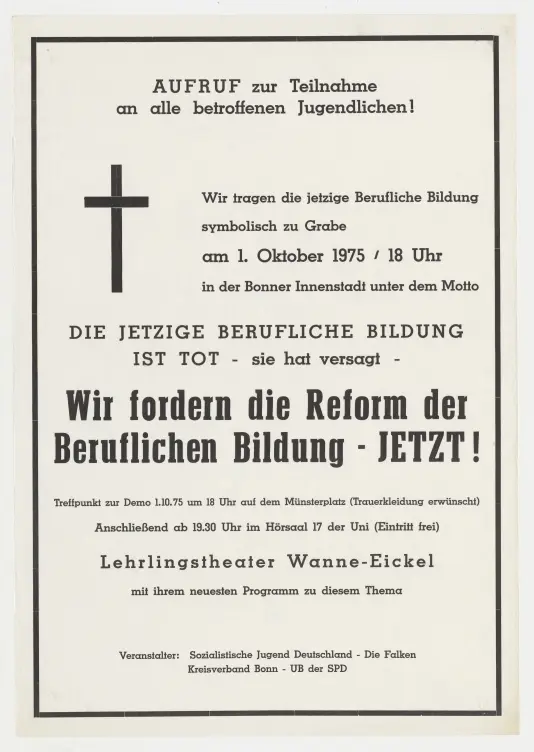 AUFRUF zur Teilnahme
an alle betroffenen Jugendlichen!
Wir tragen die jetzige Berufliche Bildung
symbolisch zu Grabe
am 1. Oktober 1975 / 18 Uhr
in der Bonner Innenstadt unter dem Motto
DIE JETZIGE BERUFLICHE BILDUNG
IST TOT - sie hat versagt -
Wir fordern die Reform der
Beruflichen Bildung - JETZT!
Treffpunkt zur Demo 1.10.75 um 18 Uhr auf dem Münsterplatz (Trauerkleidung erwünscht)
Anschließend ab 19.30 Uhr im Hörsaal 17 der Uni (Eintritt frei)
Lehrlingstheater Wanne-Eickel
mit ihrem neuesten Programm zu diesem Thema
Veranstalter: Sozialistische Jugend Deutschland - Die Falken
Kreisverband Bonn - UB der SPD